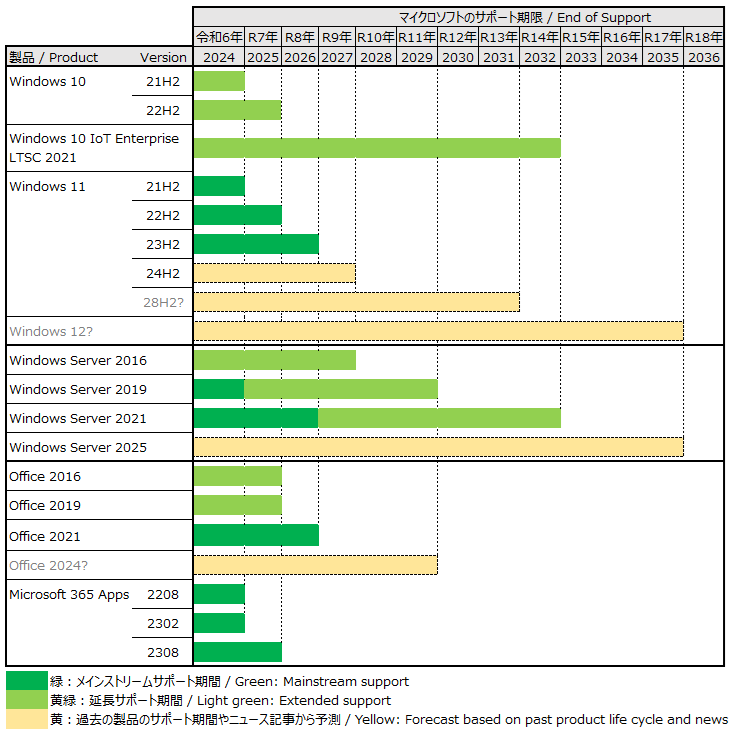 マイクロソフトのサポート期限 / End of Support
令和6年 R7年 R8年 R9年 R10年 R11年 R12年 R13年 R14年 R15年 R16年 R17年 R18年
製品 / Product Version 2024 2025 2026 2027 2028 2029 2030 2031 2032 2033 2034 2035 2036
Windows 10 21H2
22H2
Windows 10 IoT Enterprise
LTSC 2021
Windows 11 21H2
22H2
23H2
24H2
28H2?
Windows 12?
Windows Server 2016
Windows Server 2019
Windows Server 2021
Windows Server 2025
Office 2016
Office 2019
Office 2021
Office 2024?
Microsoft 365 Apps 2208
2302
2308
緑：メインストリームサポート期間 / Green: Mainstream support
黄緑：延長サポート期間 / Light green: Extended support
黄：過去の製品のサポート期間やニュース記事から予測 / Yellow: Forecast based on past product life cycle and news